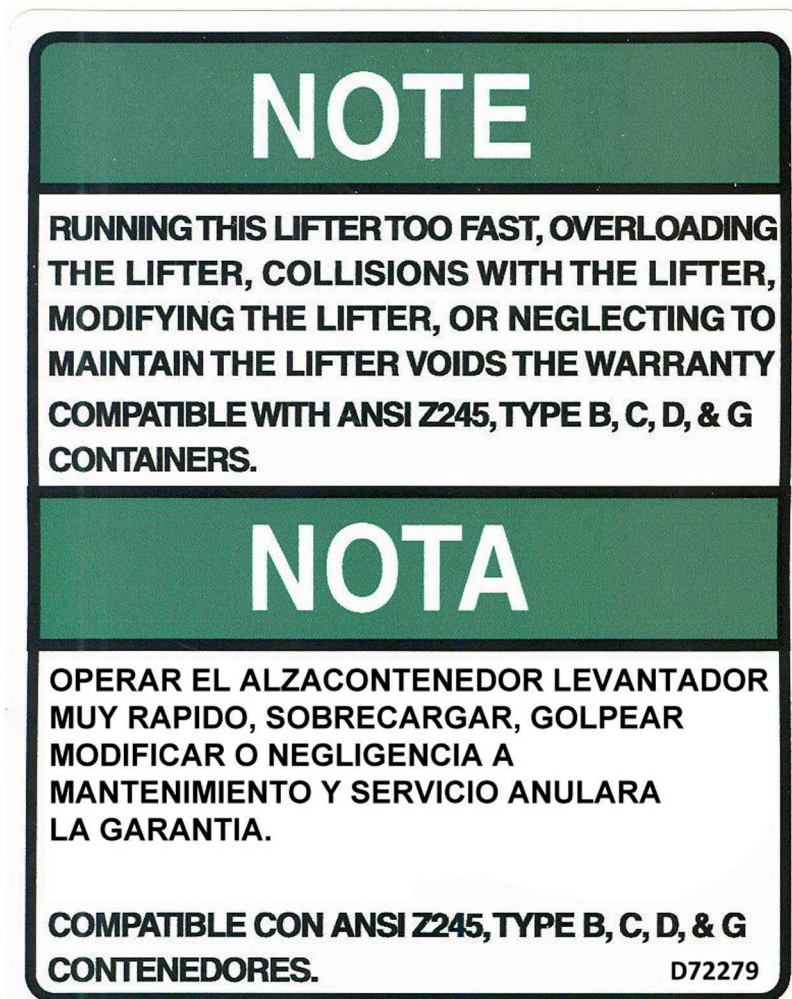 NOTE
RUNNING THIS LIFTER TOO FAST, OVERLOADING
THE LIFTER, COLLISIONS WITH THE LIFTER,
MODIFYING THE LIFTER, OR NEGLECTING TO
MAINTAIN THE LIFTER VOIDS THE WARRANTY
COMPATIBLE WITH ANSI Z245, TYPE B, C, D, & G
CONTAINERS.
NOTA
OPERAR EL ALZACONTENEDOR LEVANTADOR
MUY RAPIDO, SOBRECARGAR, GOLPEAR
MODIFICAR O NEGLIGENCIA A
MANTENIMIENTO Y SERVICIO ANULARA
LA GARANTIA.
COMPATIBLE CON ANSI Z245, TYPE B, C, D, & G
CONTENEDORES.
D72279